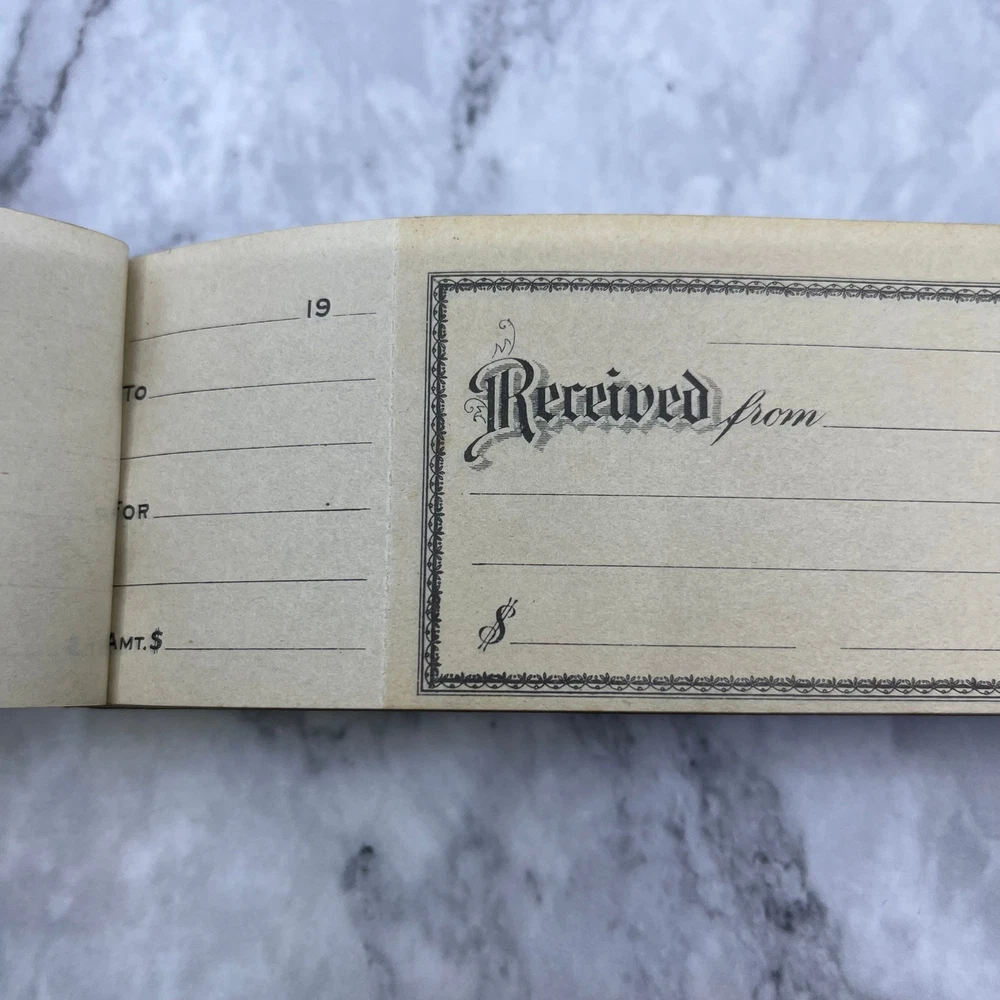 19
To
FOR
AMT. $
Received from
$